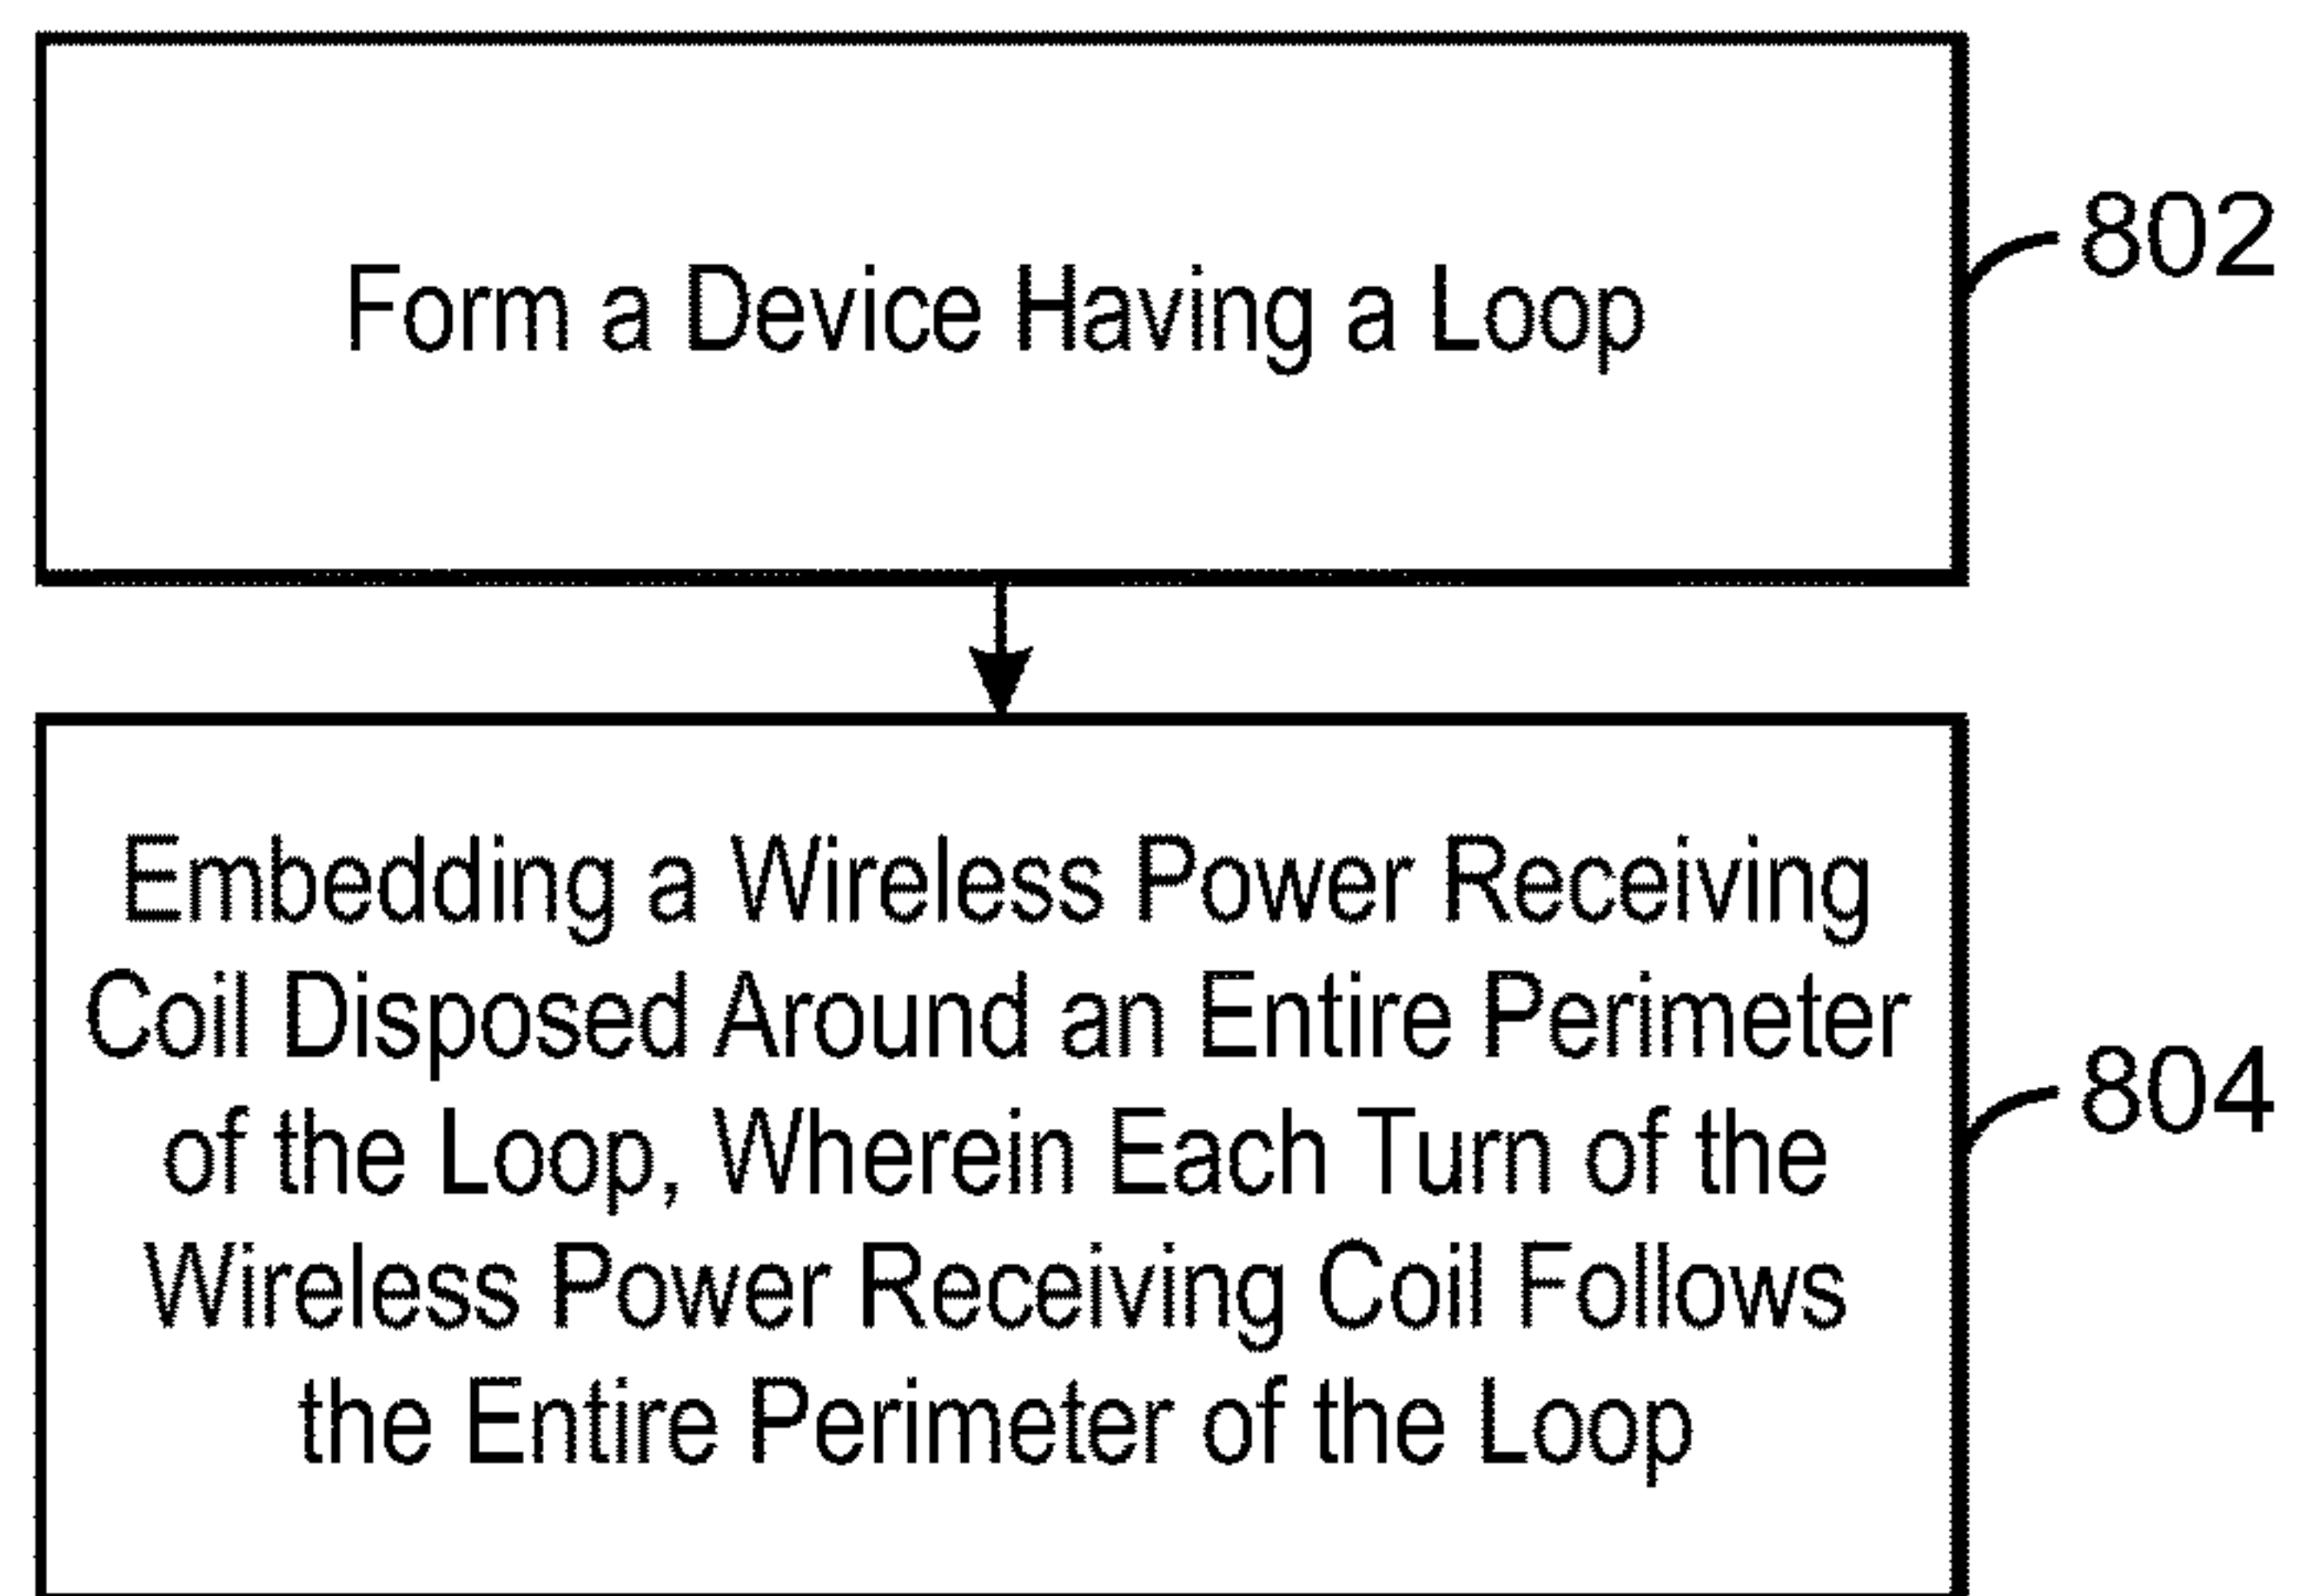 Form a Device Having a Loop
802
Embedding a Wireless Power Receiving
Coil Disposed Around an Entire Perimeter
of the Loop, Wherein Each Turn of the
Wireless Power Receiving Coil Follows
the Entire Perimeter of the Loop
804